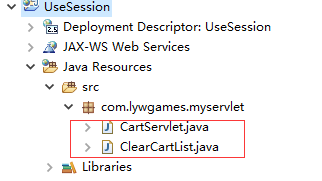 UseSession
Deployment Descriptor: UseSession
JAX-WS Web Services
Java Resources
src
com.lywgames.myservlet
CartServlet.java
ClearCartList.java
Libraries